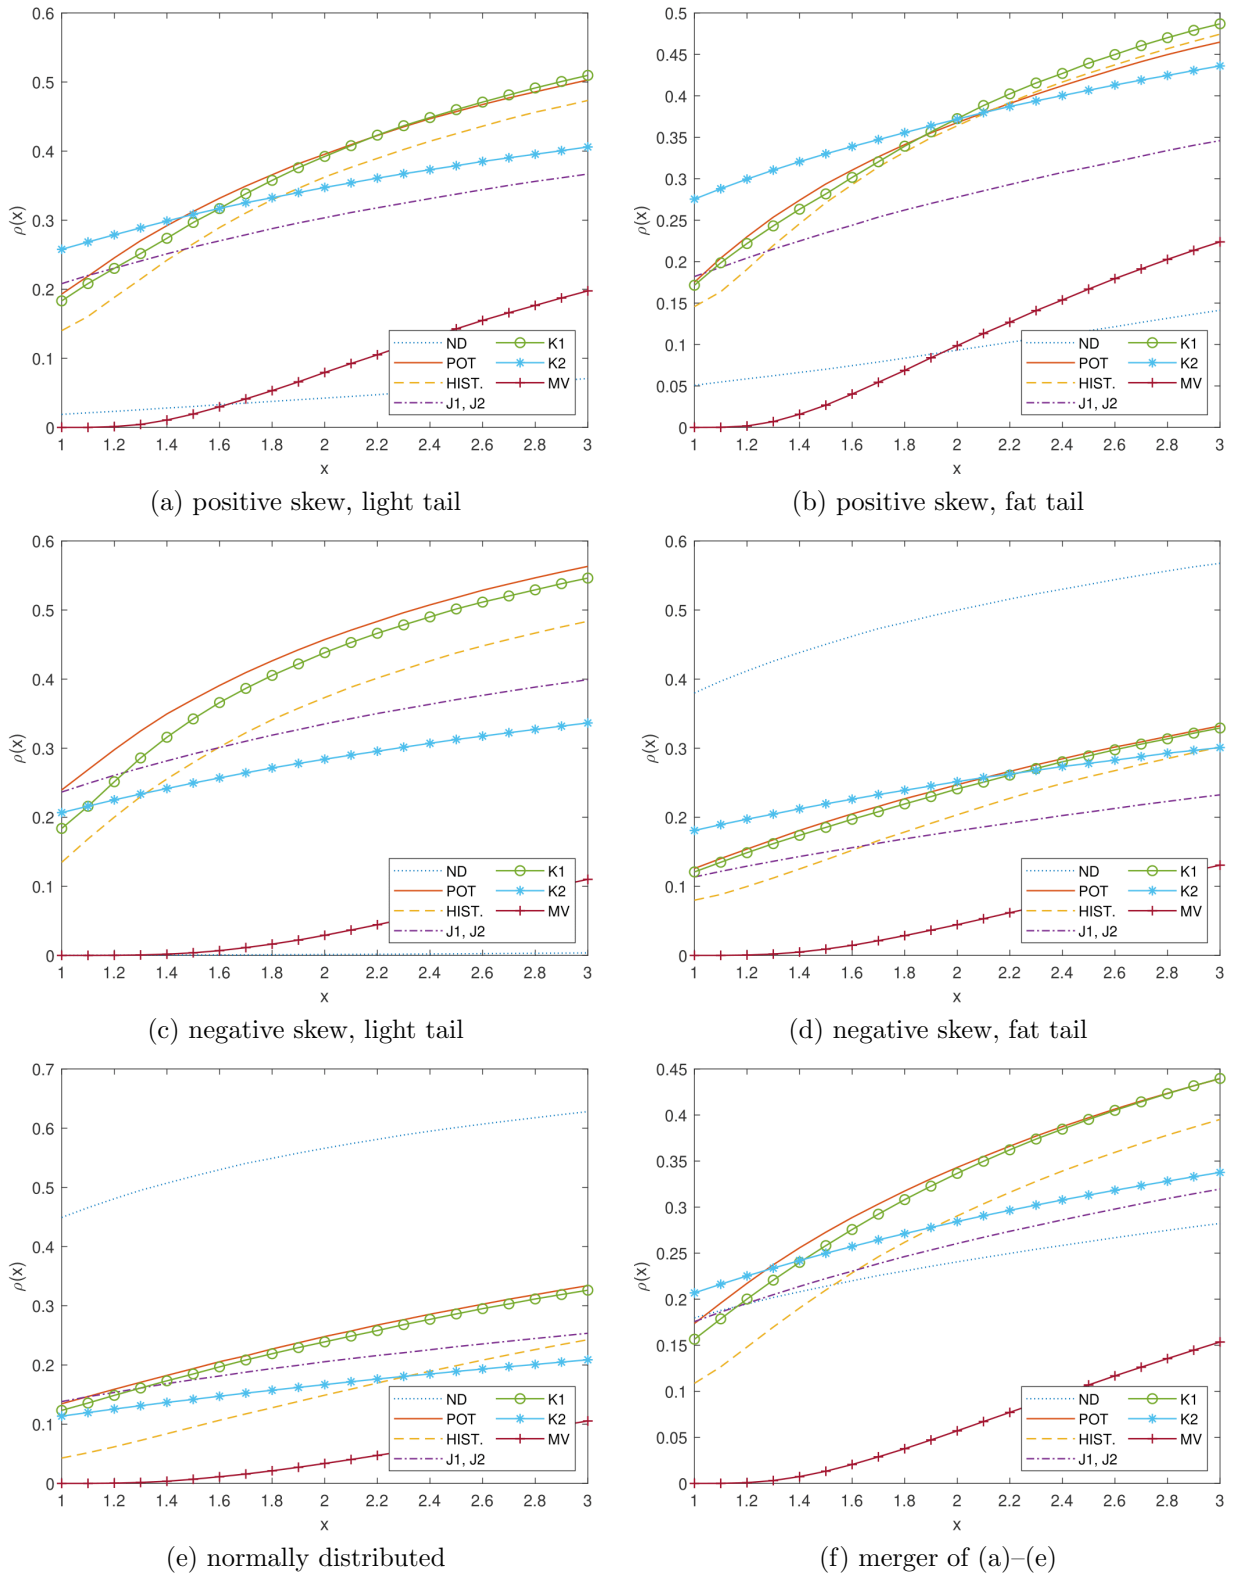 0.6
0.5
0.4
0.3
0.2
0.1
0
ρ(x)
1 1.2 1.4 1.6 1.8 2 2.2 2.4 2.6 2.8 3
x
ND K1
POT K2
HIST. MV
J1, J2
(a) positive skew, light tail
0.5
0.45
0.4
0.35
0.3
0.25
0.2
0.15
0.1
0.05
0
ρ(x)
1 1.2 1.4 1.6 1.8 2 2.2 2.4 2.6 2.8 3
x
ND K1
POT K2
HIST. MV
J1, J2
(b) positive skew, fat tail
0.6
0.5
0.4
0.3
0.2
0.1
0
ρ(x)
1 1.2 1.4 1.6 1.8 2 2.2 2.4 2.6 2.8 3
x
ND K1
POT K2
HIST. MV
J1, J2
(c) negative skew, light tail
0.6
0.5
0.4
0.3
0.2
0.1
0
ρ(x)
1 1.2 1.4 1.6 1.8 2 2.2 2.4 2.6 2.8 3
x
ND K1
POT K2
HIST. MV
J1, J2
(d) negative skew, fat tail
0.7
0.6
0.5
0.4
0.3
0.2
0.1
0
ρ(x)
1 1.2 1.4 1.6 1.8 2 2.2 2.4 2.6 2.8 3
x
ND K1
POT K2
HIST. MV
J1, J2
(e) normally distributed
0.45
0.4
0.35
0.3
0.25
0.2
0.15
0.1
0.05
0
ρ(x)
1 1.2 1.4 1.6 1.8 2 2.2 2.4 2.6 2.8 3
x
ND K1
POT K2
HIST. MV
J1, J2
(f) merger of (a)–(e)